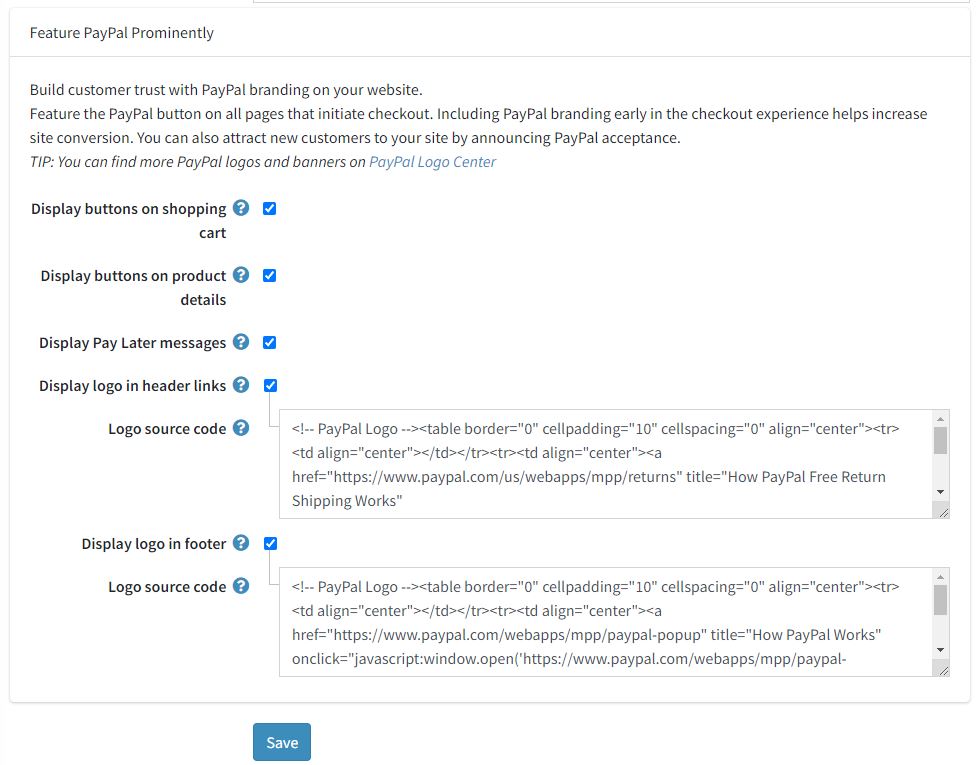 Feature PayPal Prominently
Build customer trust with PayPal branding on your website.
Feature the PayPal button on all pages that initiate checkout. Including PayPal branding early in the checkout experience helps increase
site conversion. You can also attract new customers to your site by announcing PayPal acceptance.
TIP: You can find more PayPal logos and banners on PayPal Logo Center
Display buttons on shopping
cart
Display buttons on product
details
Display Pay Later messages
Display logo in header links
Logo source code
<!-- PayPal Logo --><table border="0" cellpadding="10" cellspacing="0" align="center"><tr>
<td align="center"></td></tr><tr><td align="center"><a
href="https://www.paypal.com/us/webapps/mpp/returns" title="How PayPal Free Return
Shipping Works"
Display logo in footer
Logo source code
<!-- PayPal Logo --><table border="0" cellpadding="10" cellspacing="0" align="center"><tr>
<td align="center"></td></tr><tr><td align="center"><a
href="https://www.paypal.com/webapps/mpp/paypal-popup" title="How PayPal Works"
onclick="javascript:window.open('https://www.paypal.com/webapps/mpp/paypal-
Save